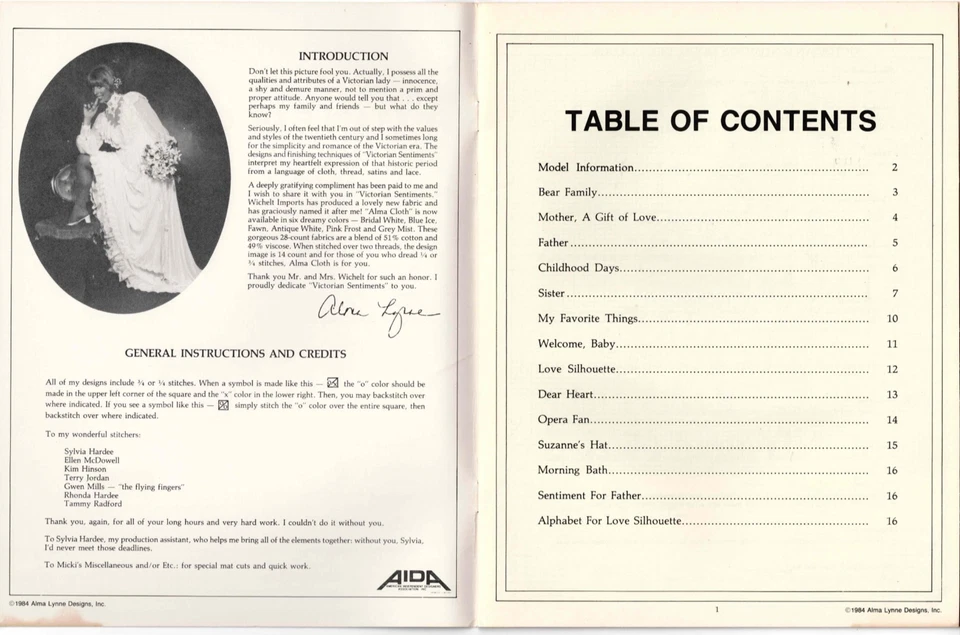 INTRODUCTION
Don't let this picture fool you. Actually, I possess all the
qualities and attributes of a Victorian lady — innocence,
a shy and demure manner, not to mention a prim and
proper attitude. Anyone would tell you that . . . except
perhaps my family and friends — but what do they
know?
Seriously, I often feel that I'm out of step with the values
and styles of the twentieth century and I sometimes long
for the simplicity and romance of the Victorian era. The
designs and finishing techniques of "Victorian Sentiments"
interpret my heartfelt expression of that historic period
from a language of cloth, thread, satins and lace.
A deeply gratifying compliment has been paid to me and
I wish to share it with you in "Victorian Sentiments."
Wichelt Imports has produced a lovely new fabric and
has graciously named it after me! "Alma Cloth" is now
available in six dreamy colors — Bridal White, Blue Ice,
Fawn, Antique White, Pink Frost and Grey Mist. These
gorgeous 28-count fabrics are a blend of 51% cotton and
49% viscose. When stitched over two threads, the design
image is 14 count and for those of you who dread ¼ or
¾ stitches, Alma Cloth is for you.
Thank you Mr. and Mrs. Wichelt for such an honor. I
proudly dedicate "Victorian Sentiments" to you.
Alma Lynne
GENERAL INSTRUCTIONS AND CREDITS
All of my designs include ¾ or ¼ stitches. When a symbol is made like this — the "o" color should be
made in the upper left corner of the square and the "x" color in the lower right. Then, you may backstitch over
where indicated. If you see a symbol like this — simply stitch the "o" color over the entire square, then
backstitch over where indicated.
To my wonderful stitchers:
Sylvia Hardee
Ellen McDowell
Kim Hinson
Terry Jordan
Gwen Mills — "the flying fingers"
Rhonda Hardee
Tammy Radford
Thank you, again, for all of your long hours and very hard work. I couldn't do it without you.
To Sylvia Hardee, my production assistant, who helps me bring all of the elements together: without you, Sylvia,
I'd never meet those deadlines.
To Micki's Miscellaneous and/or Etc.: for special mat cuts and quick work.
AIDA
©1984 Alma Lynne Designs, Inc.
TABLE OF CONTENTS
Model Information 2
Bear Family 3
Mother, A Gift of Love 4
Father 5
Childhood Days 6
Sister 7
My Favorite Things 10
Welcome, Baby 11
Love Silhouette 12
Dear Heart 13
Opera Fan 14
Suzanne's Hat 15
Morning Bath 16
Sentiment For Father 16
Alphabet For Love Silhouette 16
1
©1984 Alma Lynne Designs, Inc.